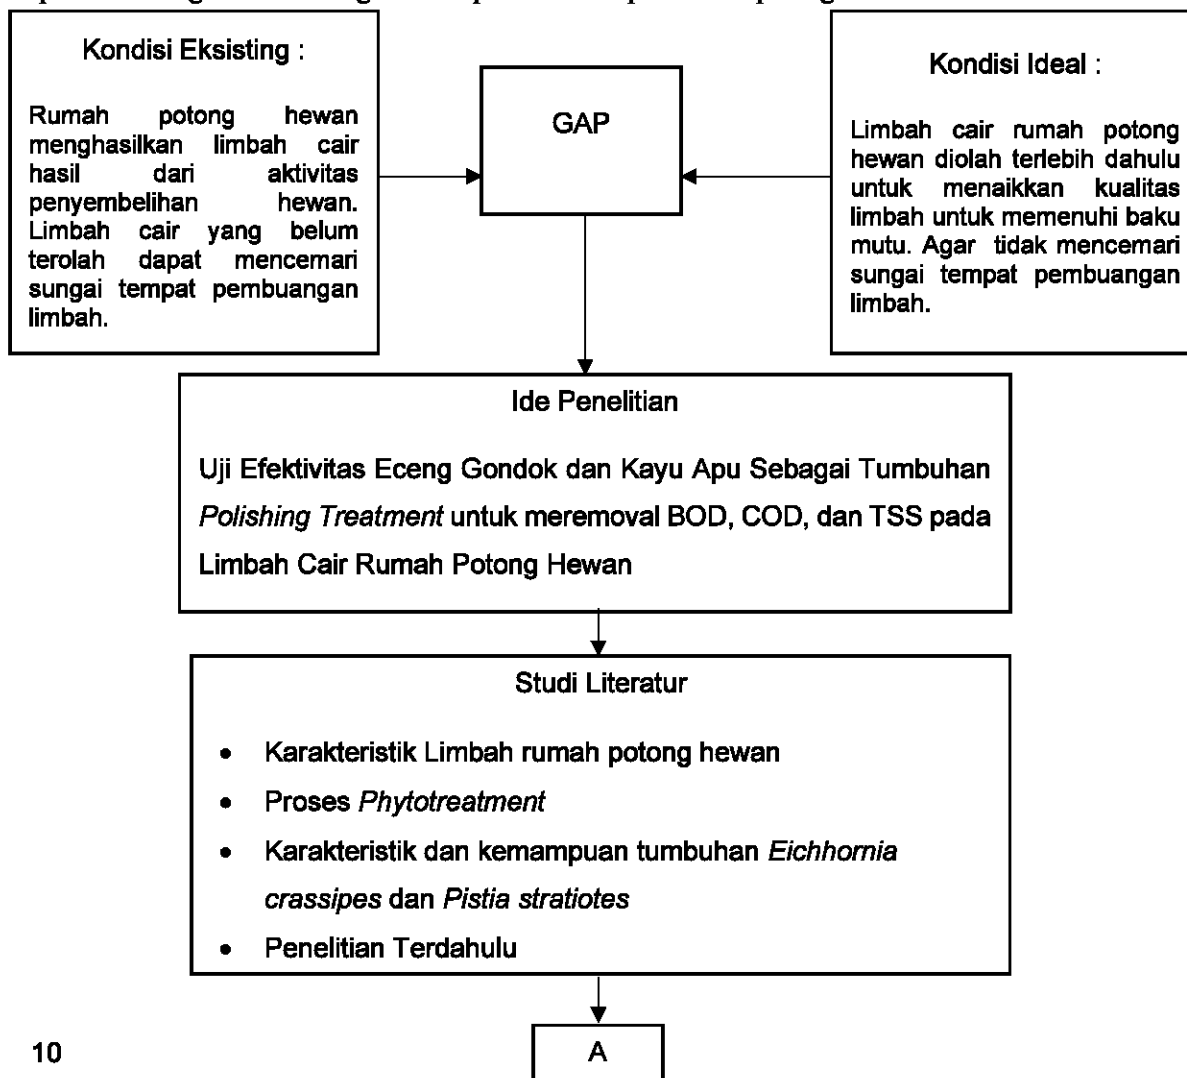 Kondisi Eksisting :
Rumah potong hewan
menghasilkan limbah cair
hasil dari aktivitas
penyembelihan hewan.
Limbah cair yang belum
terolah dapat mencemari
sungai tempat pembuangan
limbah.
GAP
Kondisi Ideal :
Limbah cair rumah potong
hewan diolah terlebih dahulu
untuk menaikkan kualitas
limbah untuk memenuhi baku
mutu. Agar tidak mencemari
sungai tempat pembuangan
limbah.
Ide Penelitian
Uji Efektivitas Eceng Gondok dan Kayu Apu Sebagai Tumbuhan
Polishing Treatment untuk meremoval BOD, COD, dan TSS pada
Limbah Cair Rumah Potong Hewan
Studi Literatur
• Karakteristik Limbah rumah potong hewan
• Proses Phytotreatment
• Karakteristik dan kemampuan tumbuhan Eichhornia
crassipes dan Pistia stratiotes
• Penelitian Terdahulu
10
A